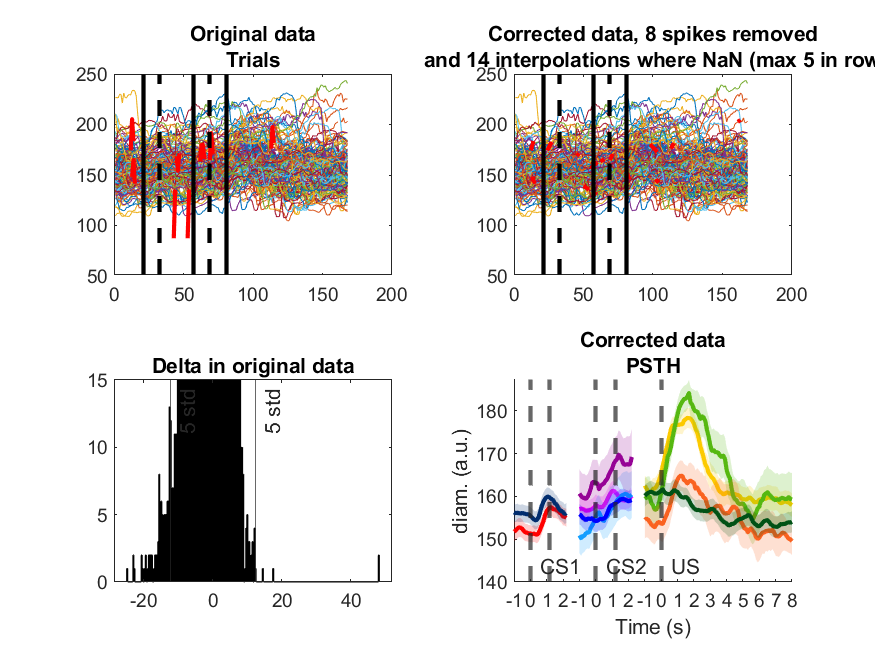 Original data
Trials
250
200
150
100
50
0 50 100 150 200
Corrected data, 8 spikes removed
and 14 interpolations where NaN (max 5 in row
250
200
150
100
50
0 50 100 150 200
Delta in original data
15
10
5
0
5 std
5 std
-20 0 20 40
Corrected data
PSTH
diam. (a.u.)
180
170
160
150
140
CS1 CS2 US
-1 0 1 2 -1 0 1 2 -1 0 1 2 3 4 5 6 7 8
Time (s)